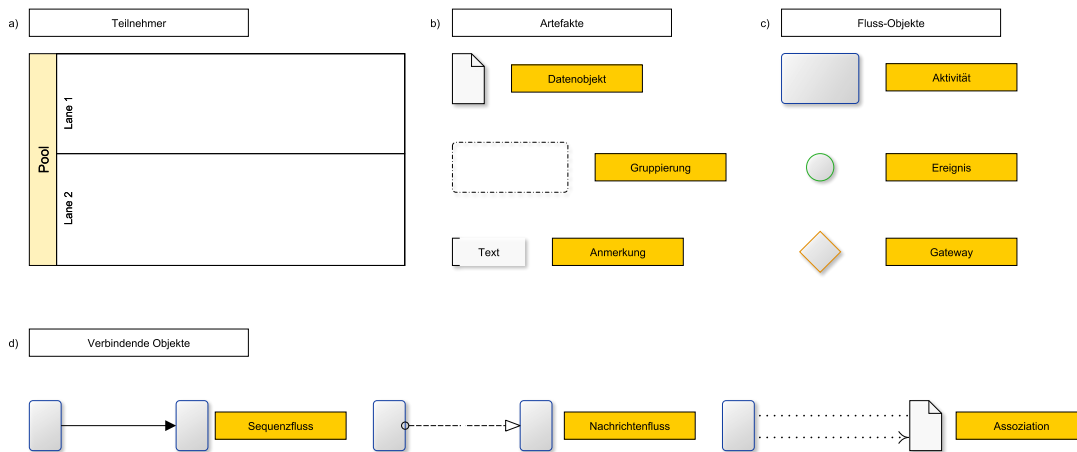 a)
Teilnehmer
b)
Artefakte
c)
Fluss-Objekte
Pool
Lane 1
Lane 2
Datenobjekt
Gruppierung
Text
Anmerkung
Aktivität
Ereignis
Gateway
d)
Verbindende Objekte
Sequenzfluss
Nachrichtenfluss
Assoziation